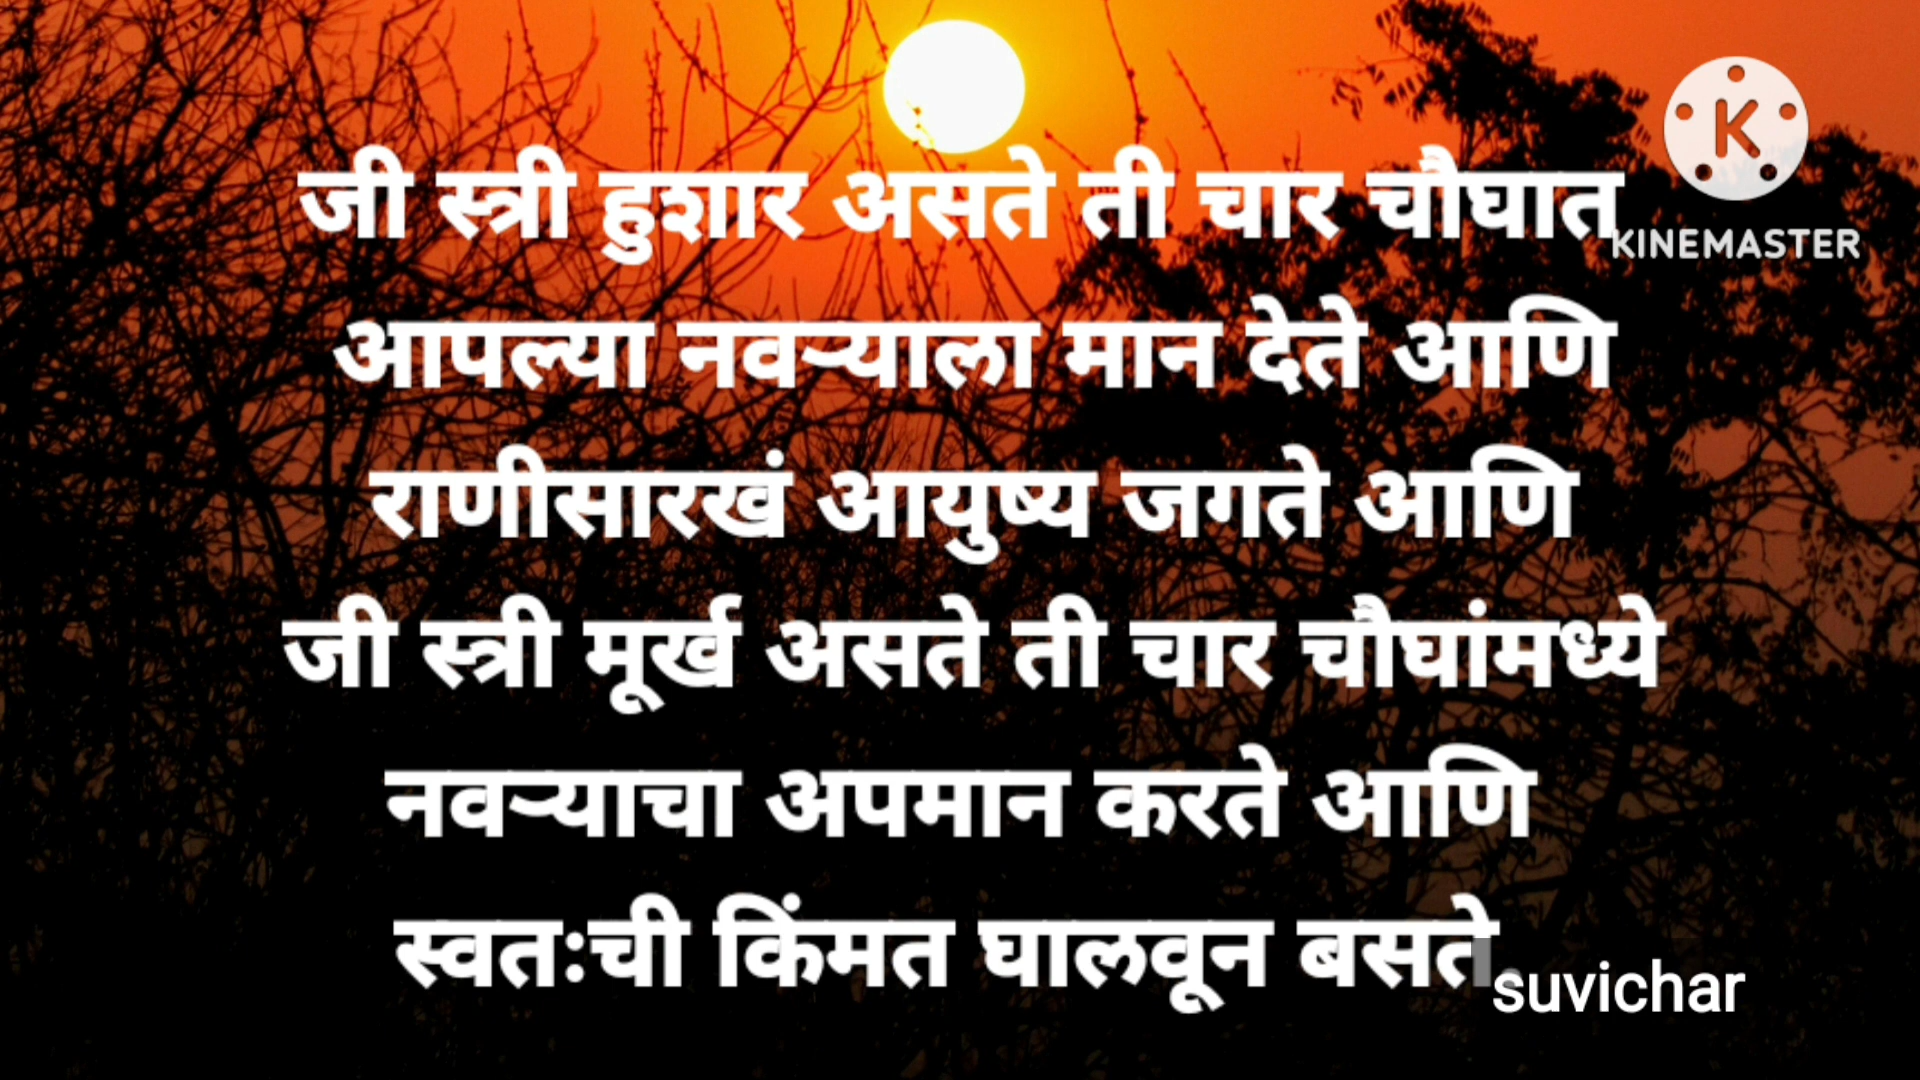 जी स्त्री हुशार असते ती चार चौघात
KINEMASTER
आपल्या नवऱ्याला मान देते आणि
राणीसारखं आयुष्य जगते आणि
जी स्त्री मूर्ख असते ती चार चौघांमध्ये
नवऱ्याचा अपमान करते आणि
स्वतःची किंमत घालवून बसते.
suvichar